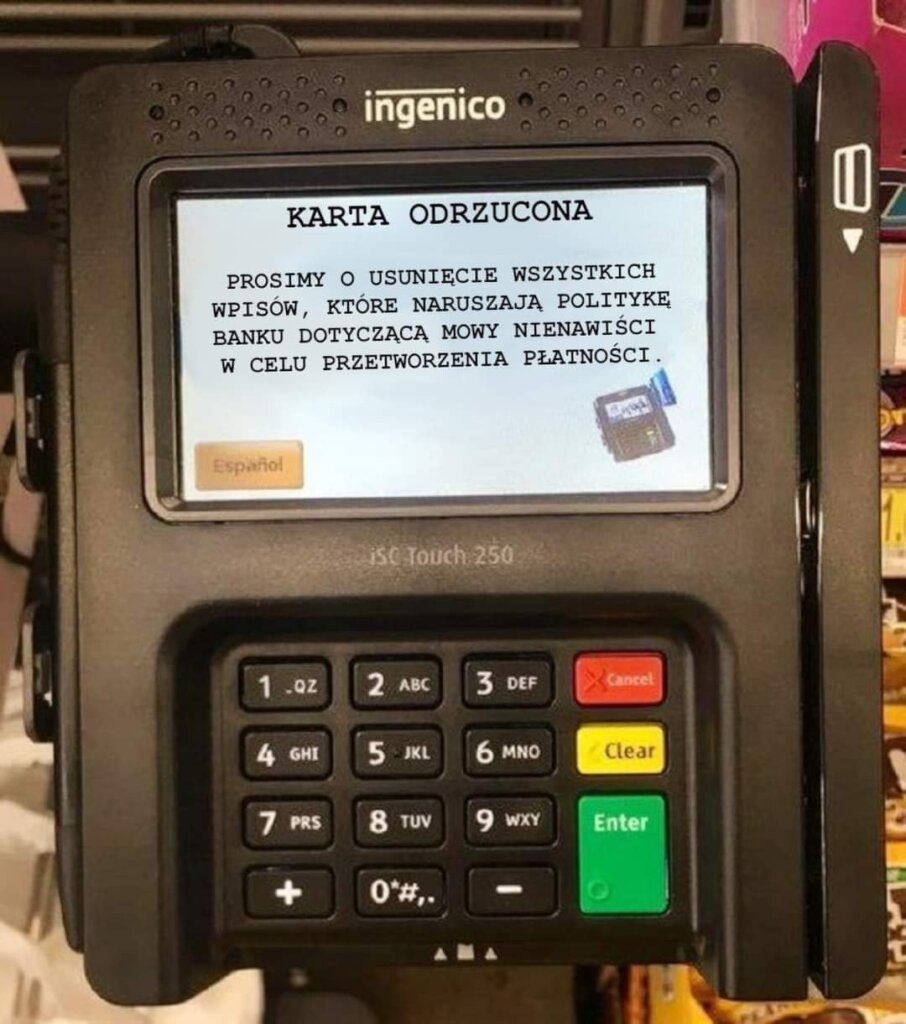 ingenico
KARTA ODRZUCONA
PROSIMY O USUNIĘCIE WSZYSTKICH
WPISÓW, KTÓRE NARUSZAJĄ POLITYKĘ
BANKU DOTYCZĄCĄ MOWY NIENAWIŚCI
W CELU PRZETWORZENIA PŁATNOŚCI.
Español
iSC Touch 250
1 .QZ 2 ABC 3 DEF Cancel
4 GHI 5 JKL 6 MNO Clear
7 PRS 8 TUV 9 WXY Enter
+ 0*#,. -